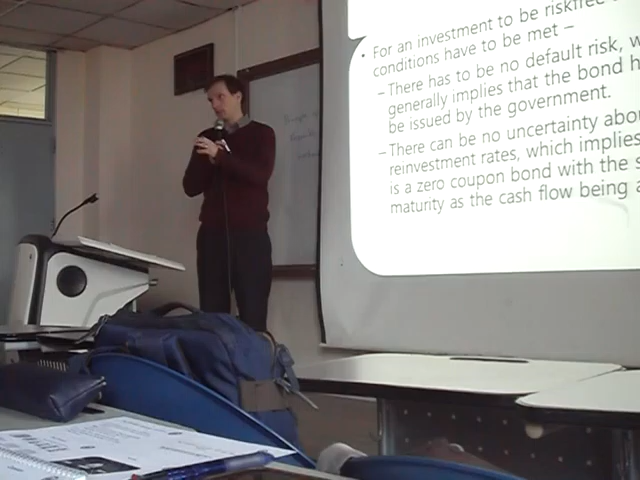 • For an investment to be riskfree
conditions have to be met –
– There has to be no default risk, w
generally implies that the bond h
be issued by the government.
– There can be no uncertainty abou
reinvestment rates, which implies
is a zero coupon bond with the s
maturity as the cash flow being a